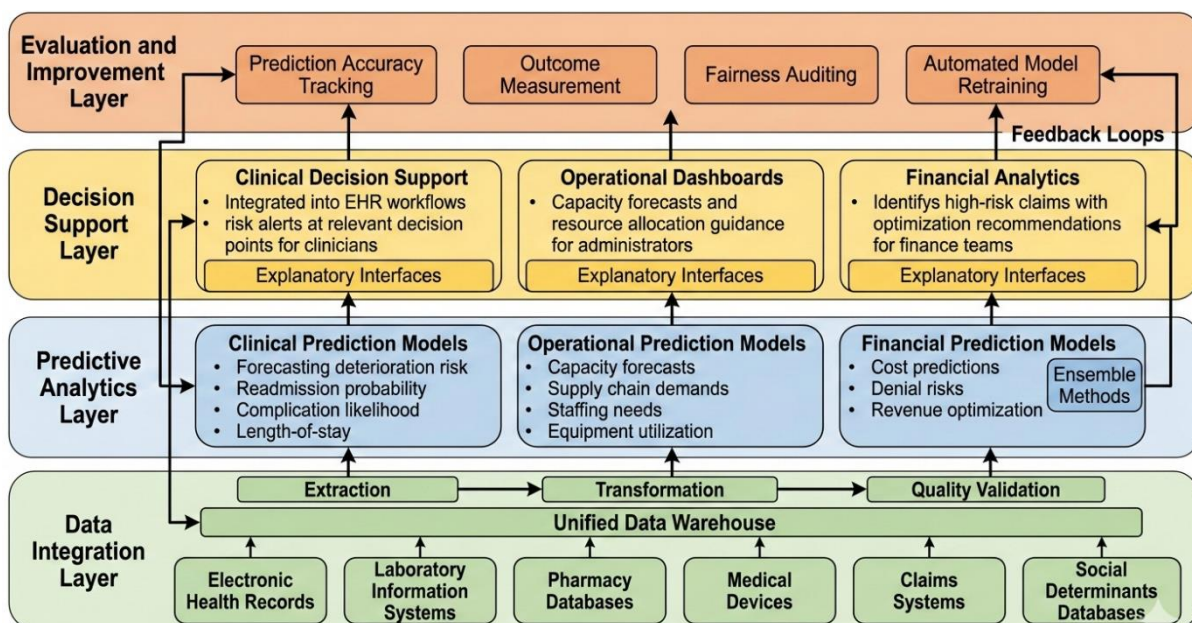 Evaluation and
Improvement
Layer
Prediction Accuracy
Tracking
Outcome
Measurement
Fairness Auditing
Automated Model
Retraining
Feedback Loops
Decision
Support
Layer
Clinical Decision Support
• Integrated into EHR workflows
• risk alerts at relevant decision
points for clinicians
Explanatory Interfaces
Operational Dashboards
• Capacity forecasts and
resource allocation guidance
for administrators
Explanatory Interfaces
Financial Analytics
• Identifys high-risk claims with
optimization recommendations
for finance teams
Explanatory Interfaces
Predictive
Analytics
Layer
Clinical Prediction Models
• Forecasting deterioration risk
• Readmission probability
• Complication likelihood
• Length-of-stay
Operational Prediction Models
• Capacity forecasts
• Supply chain demands
• Staffing needs
• Equipment utilization
Financial Prediction Models
• Cost predictions
• Denial risks
• Revenue optimization
Ensemble
Methods
Data
Integration
Layer
Extraction
Transformation
Quality Validation
Unified Data Warehouse
Electronic
Health Records
Laboratory
Information
Systems
Pharmacy
Databases
Medical
Devices
Claims
Systems
Social
Determinants
Databases